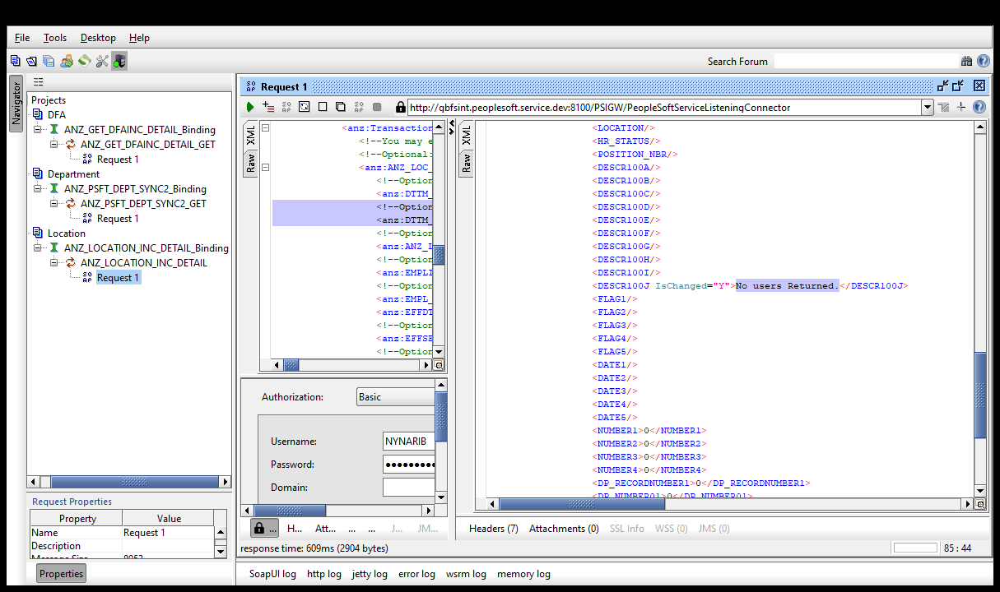 File Tools Desktop Help
Search Forum
Navigator
Projects
DFA
ANZ_GET_DFAINC_DETAIL_Binding
ANZ_GET_DFAINC_DETAIL_GET
Request 1
Department
ANZ_PSFT_DEPT_SYNC2_Binding
ANZ_PSFT_DEPT_SYNC2_GET
Request 1
Location
ANZ_LOCATION_INC_DETAIL_Binding
ANZ_LOCATION_INC_DETAIL
Request 1
Request Properties
Property Value
Name Request 1
Description
Message Size 8952
Properties
SO AP Request 1
http://qbfsint.peoplesoft.service.dev:8100/PSIGW/PeopleSoftServiceListeningConnector
XML
Raw
<anz:Transaction
<!--You may e
<!--Optional:
<anz:ANZ_LOC_
<!--Option
<anz:DTTM_
<!--Option
<anz:DTTM_
<!--Option
<anz:ANZ_I
<!--Option
<anz:EMPLI
<!--Option
<anz:EMPL_
<anz:EFFDT
<!--Option
<anz:EFFSE
<!--Option
Authorization: Basic
Username: NYNARIB
Password: ●●●●●●●●●
Domain:
... H... Att... ... ... J... JM...
XML
Raw
<LOCATION/>
<HR_STATUS/>
<POSITION_NBR/>
<DESCR100A/>
<DESCR100B/>
<DESCR100C/>
<DESCR100D/>
<DESCR100E/>
<DESCR100F/>
<DESCR100G/>
<DESCR100H/>
<DESCR100I/>
<DESCR100J IsChanged="Y">No users Returned.</DESCR100J>
<FLAG1/>
<FLAG2/>
<FLAG3/>
<FLAG4/>
<FLAG5/>
<DATE1/>
<DATE2/>
<DATE3/>
<DATE4/>
<DATE5/>
<NUMBER1>0</NUMBER1>
<NUMBER2>0</NUMBER2>
<NUMBER3>0</NUMBER3>
<NUMBER4>0</NUMBER4>
<DP_RECORDNUMBER1>0</DP_RECORDNUMBER1>
<DP_NUMBER01>0</DP_NUMBER01>
Headers (7) Attachments (0) SSL Info WSS (0) JMS (0)
response time: 609ms (2904 bytes) 85 : 44
SoapUI log http log jetty log error log wsrm log memory log